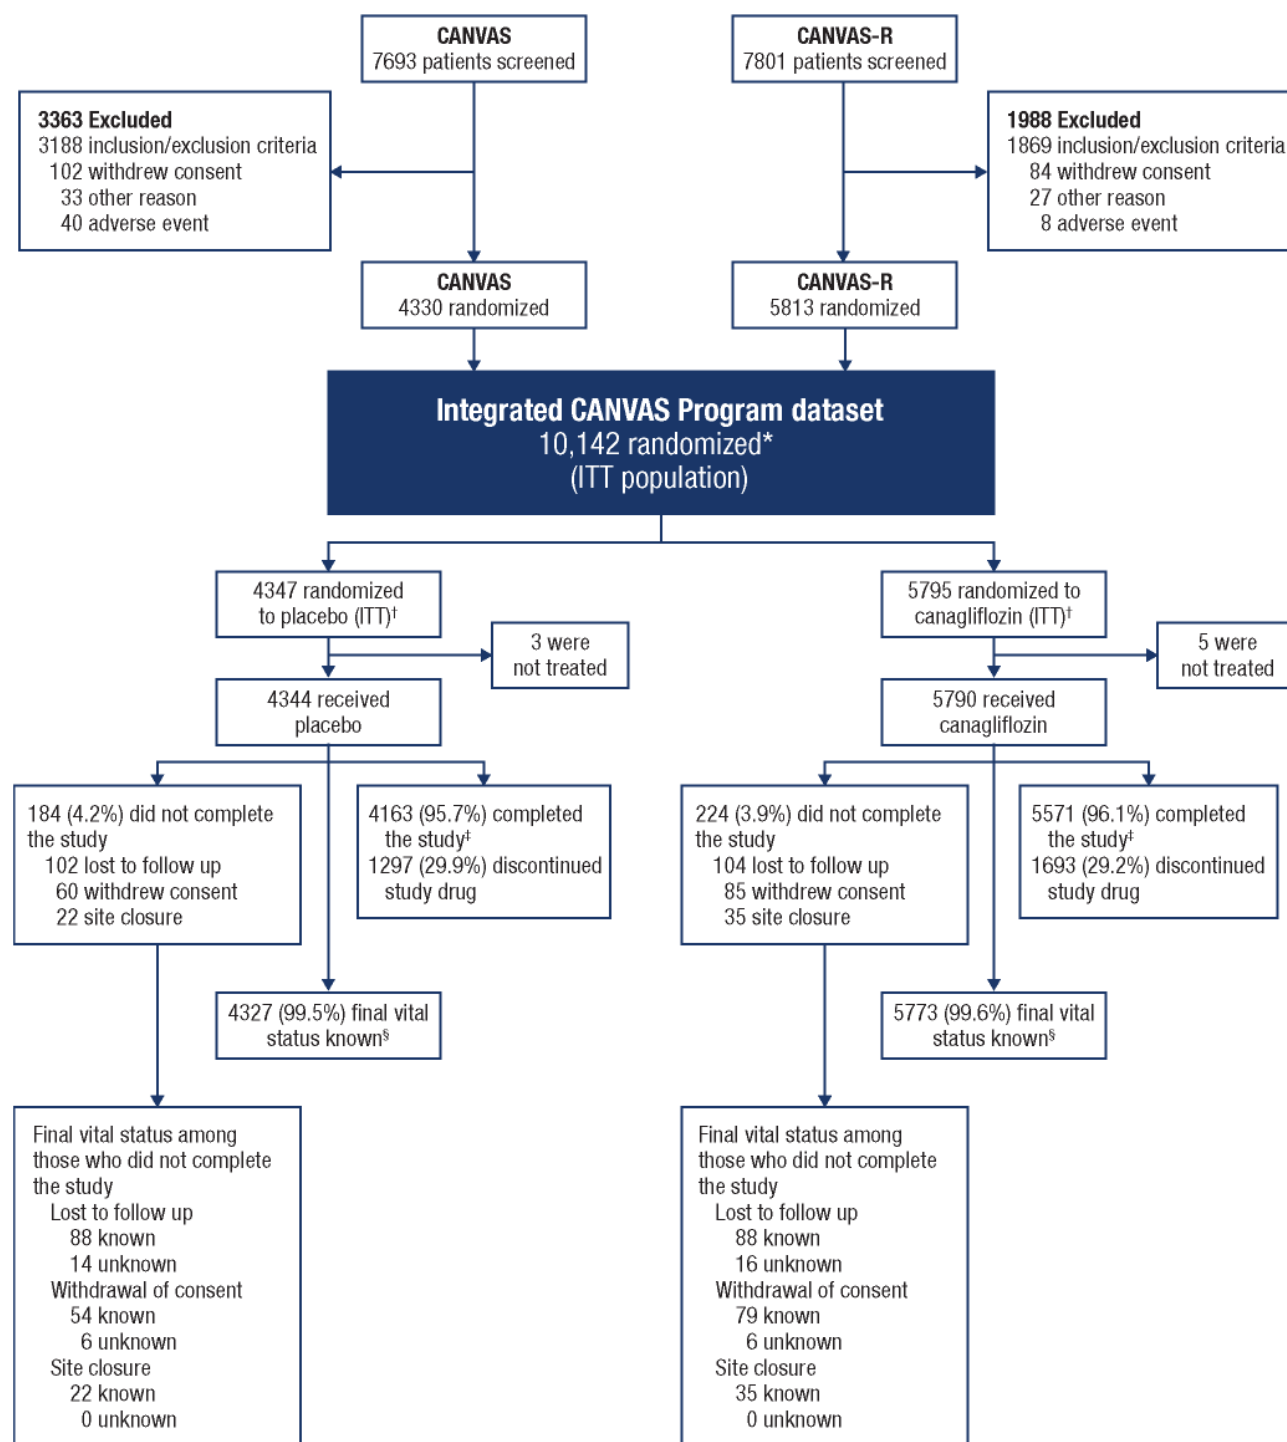 CANVAS
7693 patients screened
CANVAS-R
7801 patients screened
3363 Excluded
3188 inclusion/exclusion criteria
102 withdrew consent
33 other reason
40 adverse event
1988 Excluded
1869 inclusion/exclusion criteria
84 withdrew consent
27 other reason
8 adverse event
CANVAS
4330 randomized
CANVAS-R
5813 randomized
Integrated CANVAS Program dataset
10,142 randomized*
(ITT population)
4347 randomized
to placebo (ITT)†
5795 randomized to
canagliflozin (ITT)†
3 were
not treated
5 were
not treated
4344 received
placebo
5790 received
canagliflozin
184 (4.2%) did not complete
the study
102 lost to follow up
60 withdrew consent
22 site closure
4163 (95.7%) completed
the study‡
1297 (29.9%) discontinued
study drug
224 (3.9%) did not complete
the study
104 lost to follow up
85 withdrew consent
35 site closure
5571 (96.1%) completed
the study‡
1693 (29.2%) discontinued
study drug
4327 (99.5%) final vital
status known§
5773 (99.6%) final vital
status known§
Final vital status among
those who did not complete
the study
Lost to follow up
88 known
14 unknown
Withdrawal of consent
54 known
6 unknown
Site closure
22 known
0 unknown
Final vital status among
those who did not complete
the study
Lost to follow up
88 known
16 unknown
Withdrawal of consent
79 known
6 unknown
Site closure
35 known
0 unknown